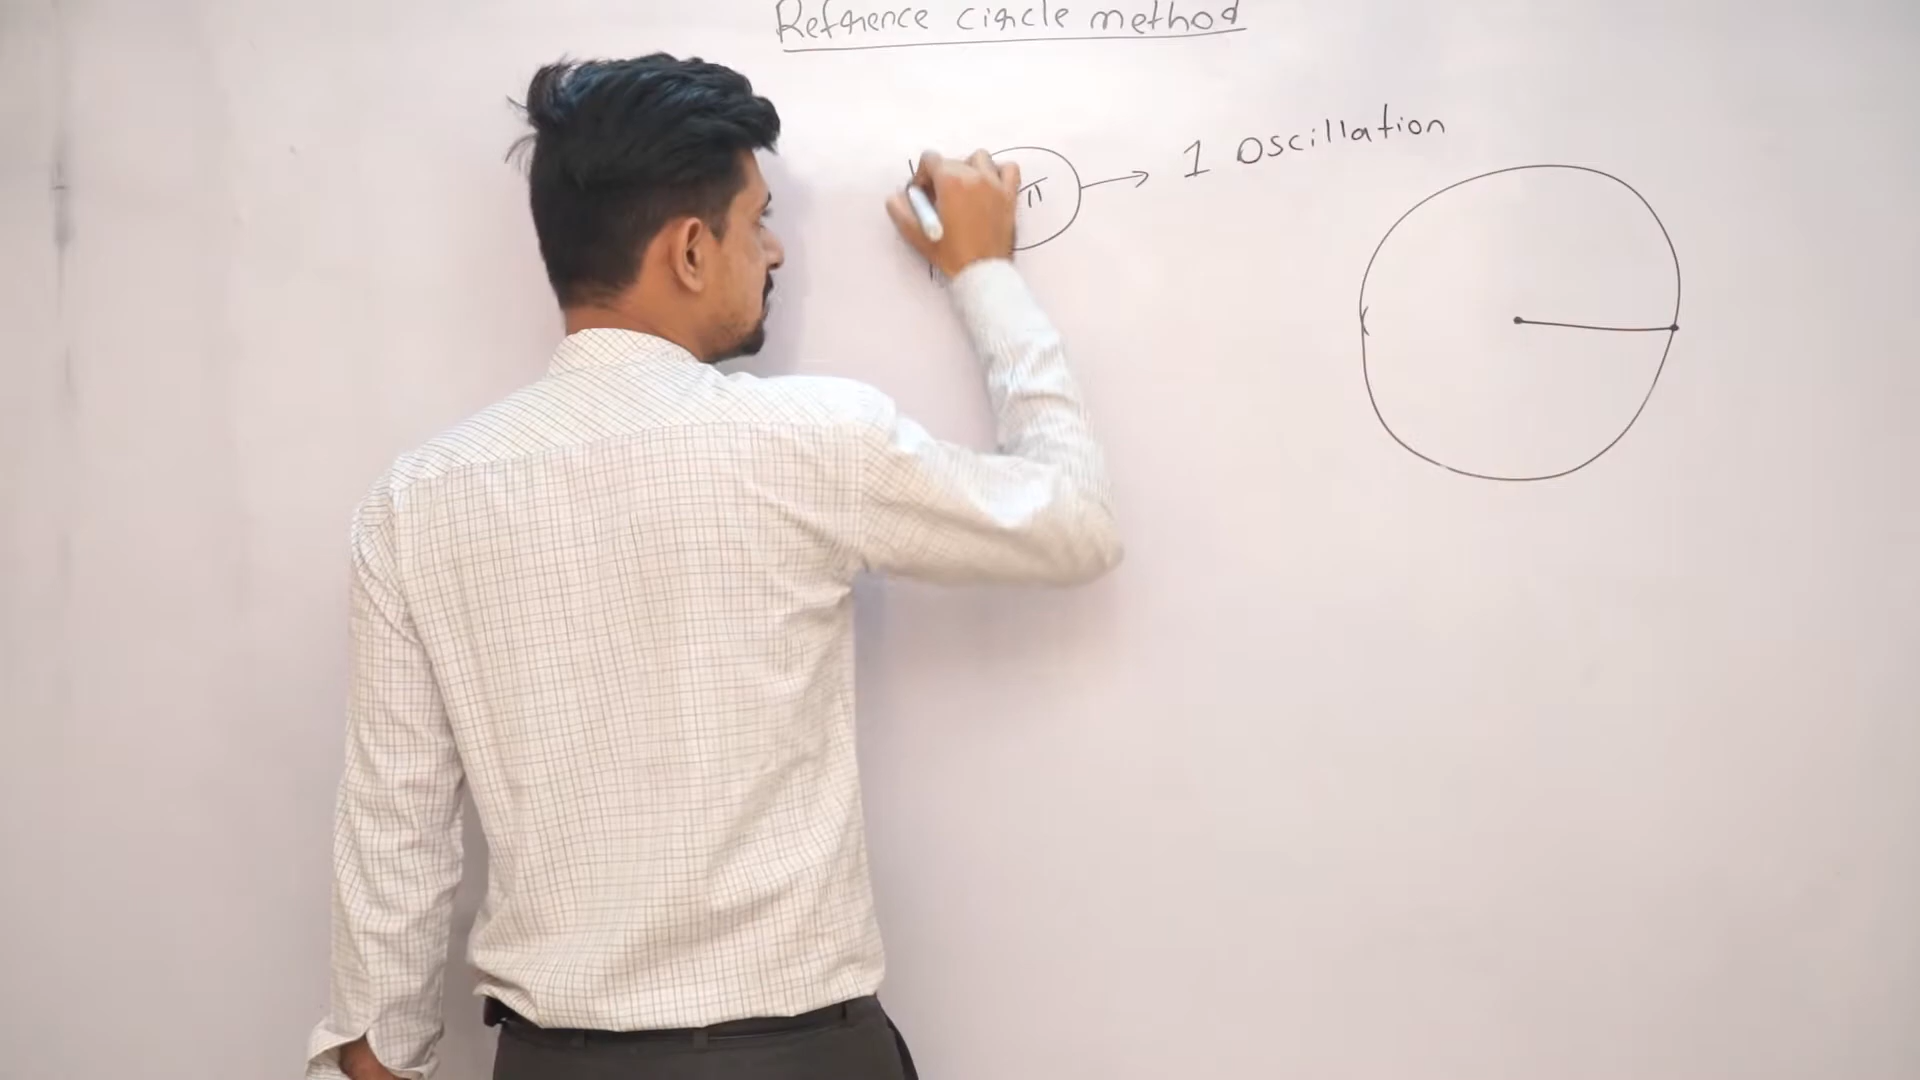 Reference circle method
π → 1 Oscillation